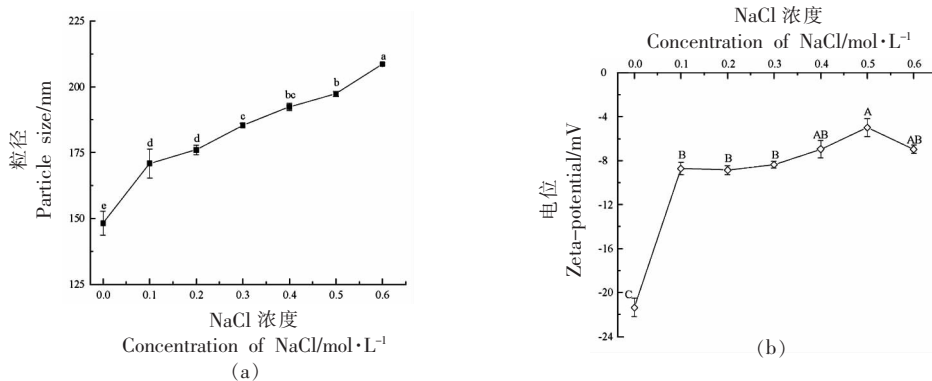 225
200
175
150
125
粒径
Particle size/nm
e
d
d
c
bc
b
a
0.0 0.1 0.2 0.3 0.4 0.5 0.6
NaCl 浓度
Concentration of NaCl/mol·L⁻¹
(a)
NaCl 浓度
Concentration of NaCl/mol·L⁻¹
0.0 0.1 0.2 0.3 0.4 0.5 0.6
0
-4
-8
-12
-16
-20
-24
电位
Zeta-potential/mV
C
B
B
B
AB
A
AB
(b)